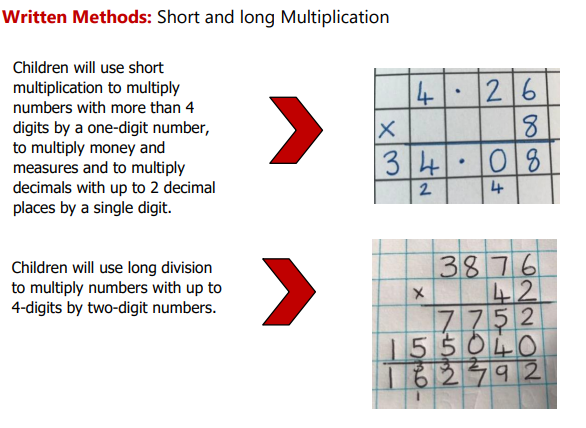 Written Methods: Short and long Multiplication
Children will use short
multiplication to multiply
numbers with more than 4
digits by a one-digit number,
to multiply money and
measures and to multiply
decimals with up to 2 decimal
places by a single digit.
4 . 2 6
x 8
3 4 . 0 8
2 4
Children will use long division
to multiply numbers with up to
4-digits by two-digit numbers.
3 8 7 6
x 4 2
7 7 5 2
1 5 5 0 4 0
1 6 2 7 9 2
1